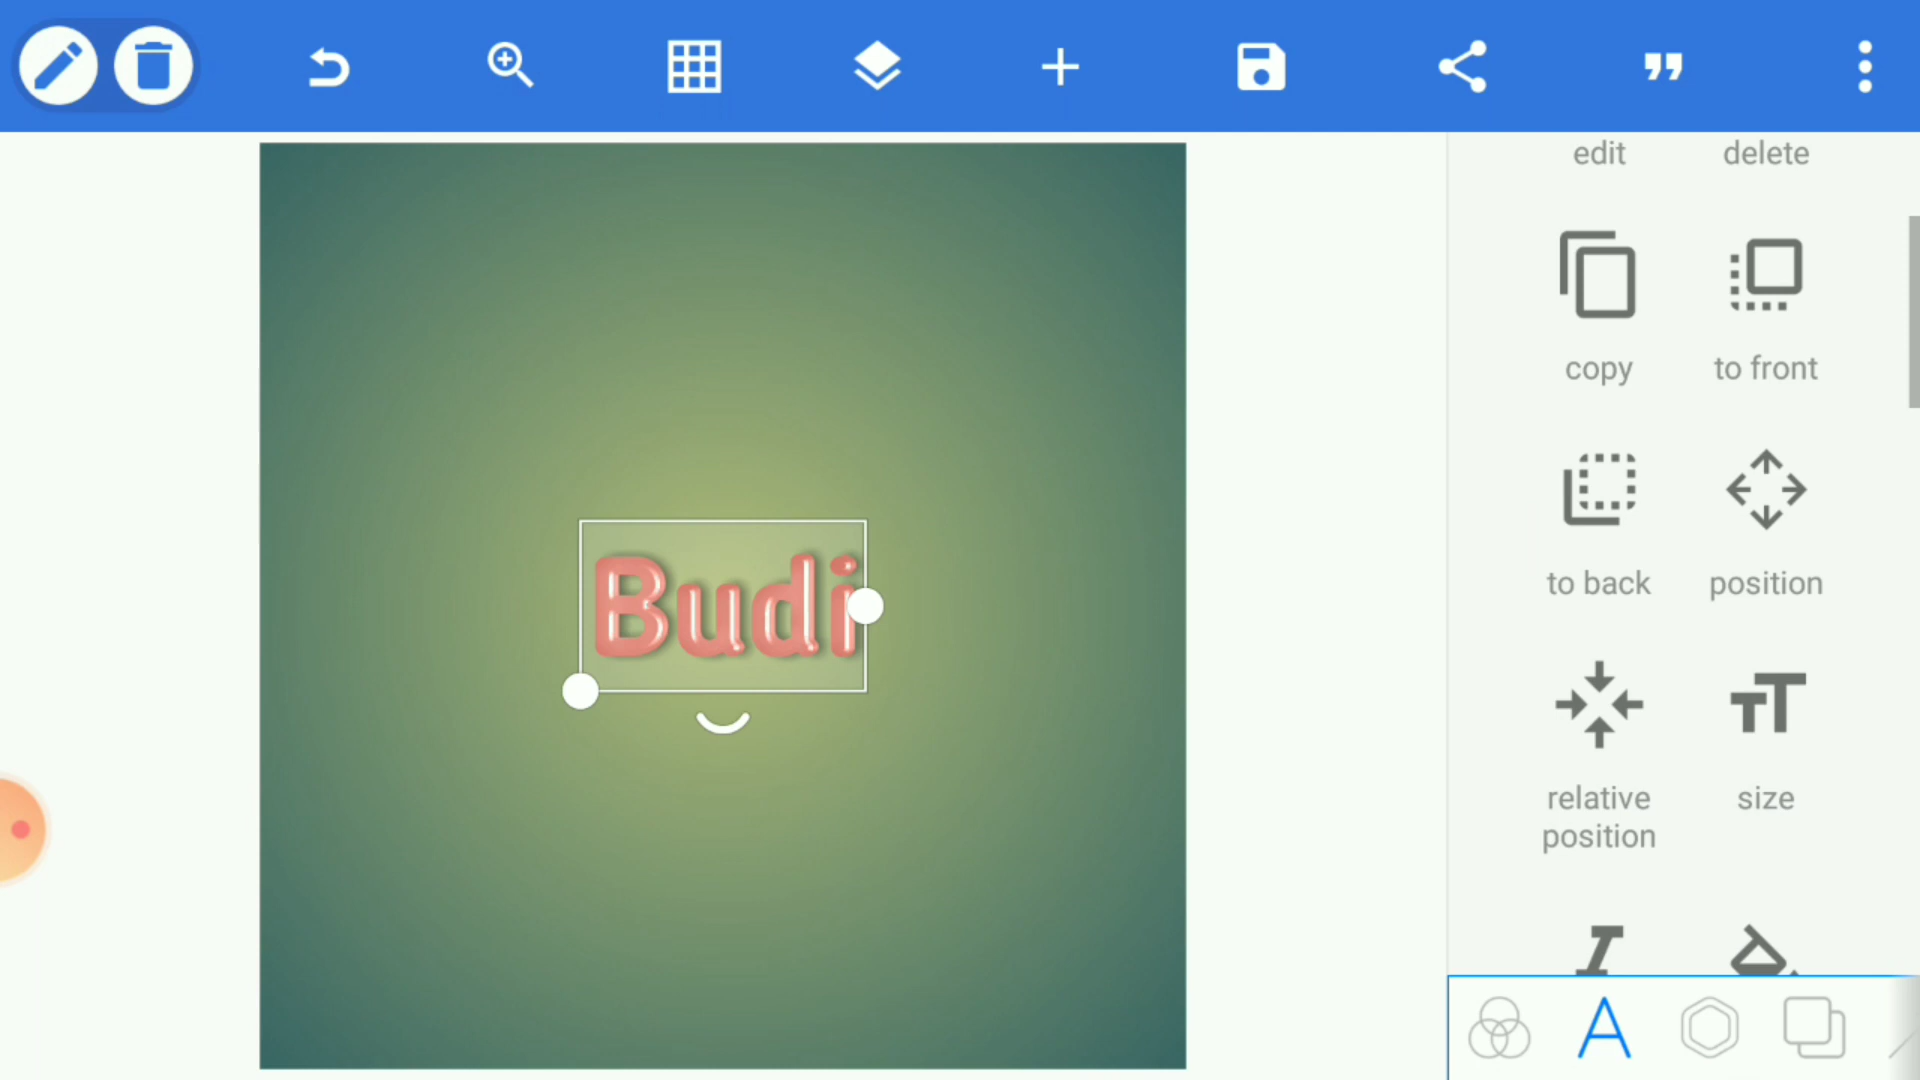 edit delete
copy to front
Budi
to back position
relative position size